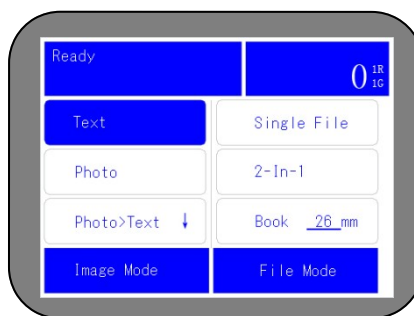 Ready
0 1R
1G
Text
Single File
Photo
2-In-1
Photo>Text ↓
Book 26 mm
Image Mode
File Mode